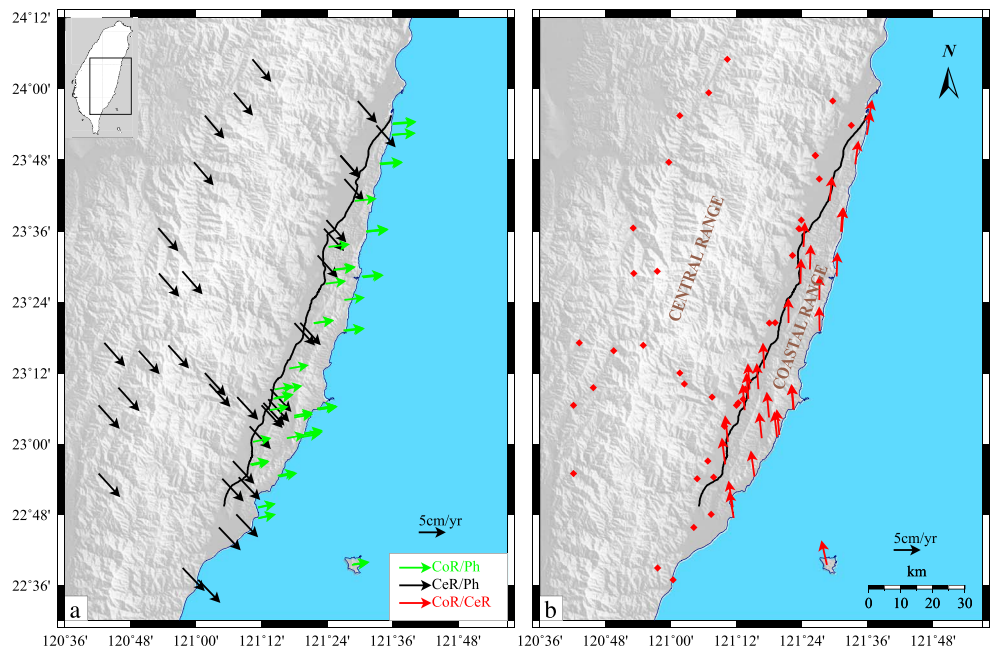 24°12'
24°00'
23°48'
23°36'
23°24'
23°12'
23°00'
22°48'
22°36'
5cm/yr
CoR/Ph
CeR/Ph
CoR/CeR
a
120°36' 120°48' 121°00' 121°12' 121°24' 121°36' 121°48'
N
CENTRAL RANGE
COASTAL RANGE
5cm/yr
km
0 10 20 30
b
120°36' 120°48' 121°00' 121°12' 121°24' 121°36' 121°48'